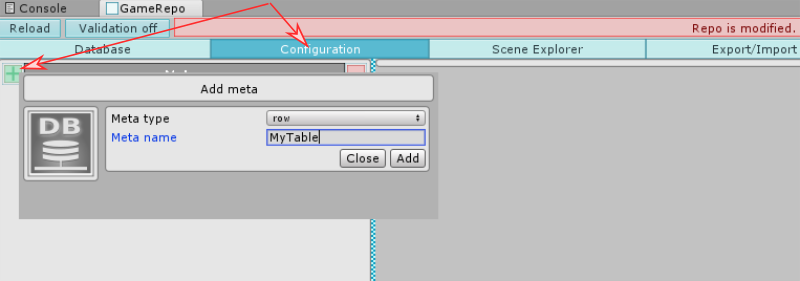 Console GameRepo
Reload Validation off Repo is modified.
Database Configuration Scene Explorer Export/Import
Add meta
DB
Meta type row
Meta name MyTable
Close Add